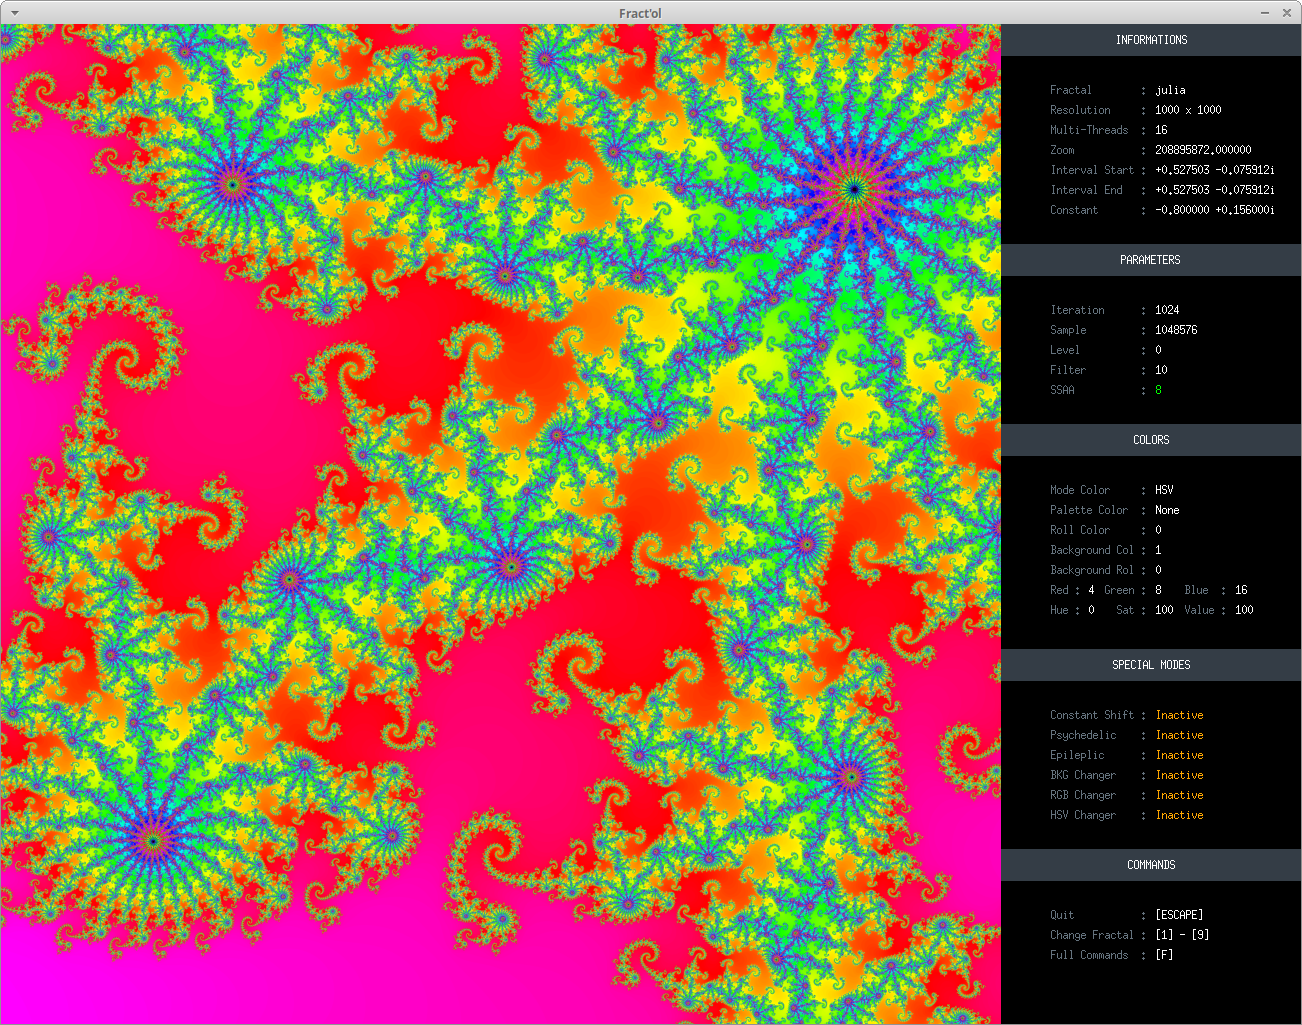 Fract'ol
INFORMATIONS
Fractal : julia
Resolution : 1000 x 1000
Multi-Threads : 16
Zoom : 208895872.000000
Interval Start : +0.527503 -0.075912i
Interval End : +0.527503 -0.075912i
Constant : -0.800000 +0.156000i
PARAMETERS
Iteration : 1024
Sample : 1048576
Level : 0
Filter : 10
SSAA : 8
COLORS
Mode Color : HSV
Palette Color : None
Roll Color : 0
Background Col : 1
Background Rol : 0
Red : 4 Green : 8 Blue : 16
Hue : 0 Sat : 100 Value : 100
SPECIAL MODES
Constant Shift : Inactive
Psychedelic : Inactive
Epileplic : Inactive
BKG Changer : Inactive
RGB Changer : Inactive
HSV Changer : Inactive
COMMANDS
Quit : [ESCAPE]
Change Fractal : [1] - [9]
Full Commands : [F]